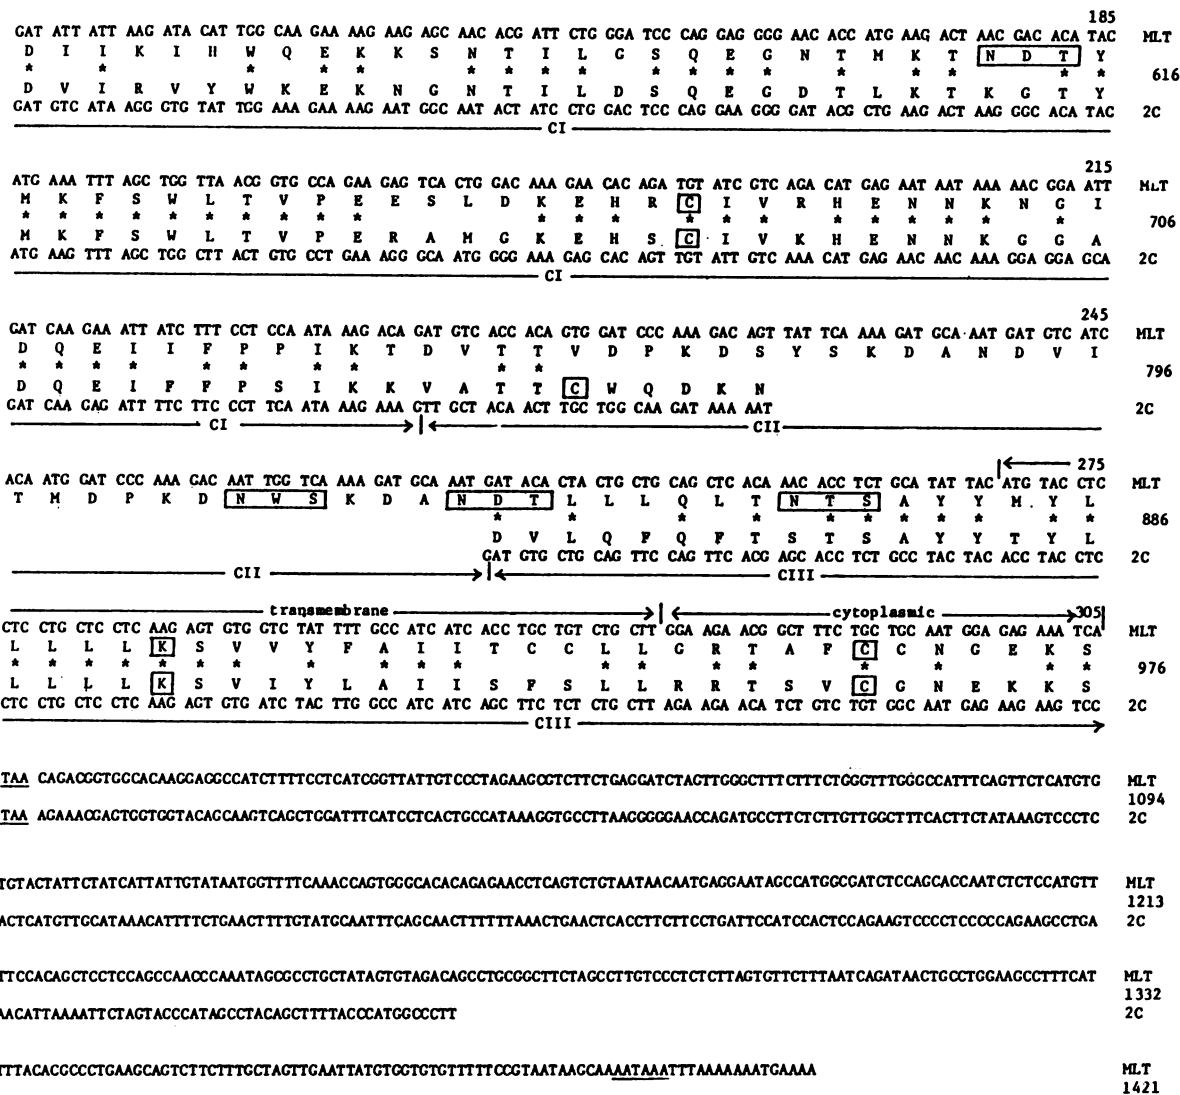 185
GAT ATT ATT AAG ATA CAT TGG CAA GAA AAG AAG AGC AAC ACG ATT CTG GGA TCC CAG GAG GGG AAC ACC ATG AAG ACT AAC GAC ACA TAC MLT
D I I K I H W Q E K K S N T I L G S Q E G N T M K T N D T Y
* * * * * * * * * * * * * * * * 616
D V I R V Y W K E K N G N T I L D S Q E G D T L K T K G T Y
GAT GTC ATA AGG GTG TAT TGG AAA GAA AAG AAT GGC AAT ACT ATC CTG GAC TCC CAG GAA GGG GAT ACG CTG AAG ACT AAG GGC ACA TAC 2C
CI
215
ATG AAA TTT AGC TGG TTA ACG GTG CCA GAA GAG TCA CTG GAC AAA GAA CAC AGA TGT ATC GTC AGA CAT GAG AAT AAT AAA AAC GGA ATT MLT
M K F S W L T V P E E S L D K E H R C I V R H E N N K N G I
* * * * * * * * * * * * * * * * * * * * * * 706
M K F S W L T V P E R A M G K E H S C I V K H E N N K G G A
ATG AAG TTT AGC TGG CTT ACT GTG CCT GAA AGG GCA ATG GGG AAA GAG CAC AGT TGT ATT GTC AAA CAT GAG AAC AAC AAA GGA GGA GCA 2C
CI
245
GAT CAA GAA ATT ATC TTT CCT CCA ATA AAG ACA GAT GTC ACC ACA GTG GAT CCC AAA GAC AGT TAT TCA AAA GAT GCA AAT GAT GTC ATC MLT
D Q E I I F P P I K T D V T T V D P K D S Y S K D A N D V I
* * * * * * * * * * 796
D Q E I F F P S I K K V A T T C W Q D K N
GAT CAA GAG ATT TTC TTC CCT TCA ATA AAG AAA GTT GCT ACA ACT TGC TGG CAA GAT AAA AAT 2C
CI CII
275
ACA ATG GAT CCC AAA GAC AAT TGG TCA AAA GAT GCA AAT GAT ACA CTA CTG CTG CAG CTC ACA AAC ACC TCT GCA TAT TAC ATG TAC CTC MLT
T M D P K D N W S K D A N D T L L L Q L T N T S A Y Y M Y L
* * * * * * * * * * * 886
D V L Q F Q F T S T S A Y Y T Y L
GAT GTG CTG CAG TTC CAG TTC ACG AGC ACC TCT GCC TAC TAC ACC TAC CTC 2C
CII CIII
transmembrane cytoplasmic 305
CTC CTG CTC CTC AAG AGT GTG GTC TAT TTT GCC ATC ATC ACC TGC TGT CTG CTT GGA AGA ACG GCT TTC TGC TGC AAT GGA GAG AAA TCA MLT
L L L L K S V V Y F A I I T C C L L G R T A F C C N G E K S
* * * * * * * * * * * * * * * * * * * 976
L L L L K S V I Y L A I I S F S L L R R T S V C G N E K K S
CTC CTG CTC CTC AAG AGT GTG ATC TAC TTG GCC ATC ATC AGC TTC TCT CTG CTT AGA AGA ACA TCT GTC TGT GGC AAT GAG AAG AAG TCC 2C
CIII
TAA CAGACGGTGGCACAAGGAGGCCATCTTTTCCTCATCGGTTATTGTCCCTAGAAGCGTCTTCTGAGGATCTAGTTGGGCTTTCTTTCTGGGTTTGGGCCATTTCAGTTCTCATGTG MLT
1094
TAA AGAAACGAGTGGTGGTACAGCAAGTCAGCTGGATTTCATCCTCACTGCCATAAAGGTGCCTTAAGGGGGAACCAGATGCCTTCTCTTGTTGGCTTTCACTTCTATAAAGTCCCTC 2C
TGTACTATTCTATCATTATTGTATAATGGTTTTCAAACCAGTGGGCACACAGAGAACCTCAGTCTGTAATAACAATGAGGAATAGCCATGGCGATCTCCAGCACCAATCTCTCCATGTT MLT
1213
ACTCATGTTGCATAAACATTTTCTGAACTTTTGTATGCAATTTCAGCAACTTTTTTAAACTGAACTCACCTTCTTCCTGATTCCATCCACTCCAGAAGTCCCCTCCCCCAGAAGCCTGA 2C
TTCCACAGCTCCTCCAGCCAACCCAAATAGCGCCTGCTATAGTGTAGACAGCCTGCGGCTTCTAGCCTTGTCCCTCTCTTAGTGTTCTTTAATCAGATAACTGCCTGGAAGCCTTTCAT MLT
1332
AACATTAAAATTCTAGTACCCATAGCCTACAGCTTTTACCCATGGCCCTT 2C
TTTACACGCCCTGAAGCAGTCTTCTTTGCTAGTTGAATTATGTGGTGTGTTTTTCCGTAATAAGCAAAATAAATTTAAAAAAATGAAAA MLT
1421